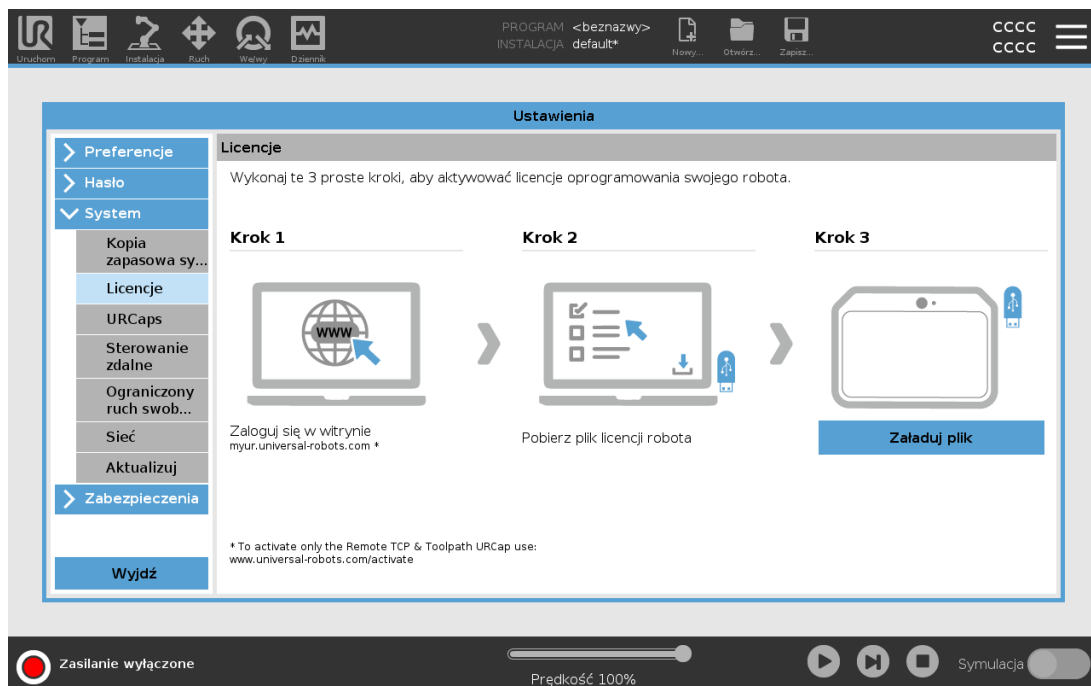 PROGRAM <beznazwy>
INSTALACJA default*
CCCC
CCCC
Uruchom Program Instalacja Ruch We/wy Dziennik Nowy... Otwórz... Zapisz...
Ustawienia
Preferencje
Hasło
System
Kopia
zapasowa sy...
Licencje
URCaps
Sterowanie
zdalne
Ograniczony
ruch swob...
Sieć
Aktualizuj
Zabezpieczenia
Wyjdź
Licencje
Wykonaj te 3 proste kroki, aby aktywować licencje oprogramowania swojego robota.
Krok 1
www
Zaloguj się w witrynie
myur.universal-robots.com *
Krok 2
Pobierz plik licencji robota
Krok 3
Załaduj plik
* To activate only the Remote TCP & Toolpath URCap use:
www.universal-robots.com/activate
Zasilanie wyłączone
Prędkość 100%
Symulacja